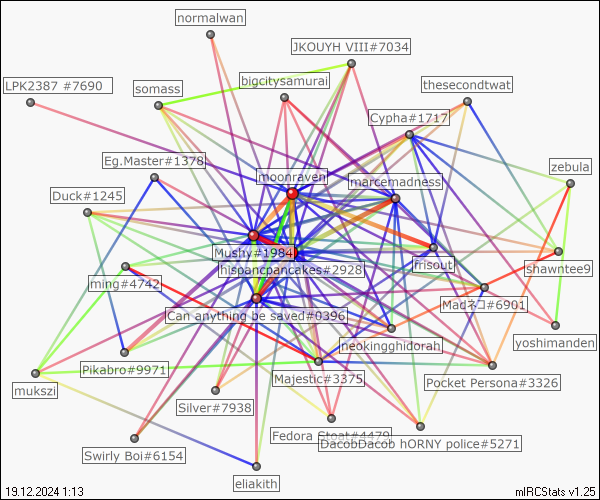 normalwan
JKOUYH VIII#7034
LPK2387 #7690
somass
bigcitysamurai
thesecondtwat
Cypha#1717
Eg.Master#1378
moonraven
marcemadness
zebula
Duck#1245
Mushy#1984
hispancpancakes#2928
frisout
shawntee9
ming#4742
Can anything be saved#0396
Madネコ#6901
neokingghidorah
yoshimanden
Pikabro#9971
Majestic#3375
Pocket Persona#3326
mukszi
Silver#7938
Fedora Stoat#4479
DacobDacob hORNY police#5271
Swirly Boi#6154
eliakith
19.12.2024 1:13
mIRCStats v1.25